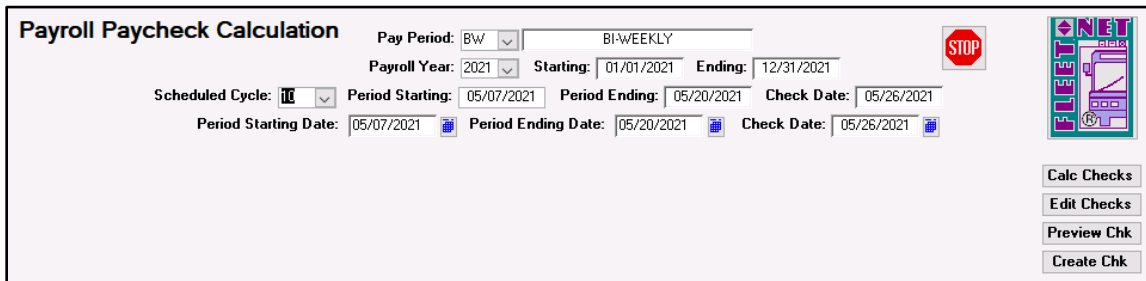 Payroll Paycheck Calculation
Pay Period: BW BI-WEEKLY
STOP
Payroll Year: 2021 Starting: 01/01/2021 Ending: 12/31/2021
Scheduled Cycle: 10 Period Starting: 05/07/2021 Period Ending: 05/20/2021 Check Date: 05/26/2021
Period Starting Date: 05/07/2021 Period Ending Date: 05/20/2021 Check Date: 05/26/2021
FLEET NET
®
Calc Checks
Edit Checks
Preview Chk
Create Chk